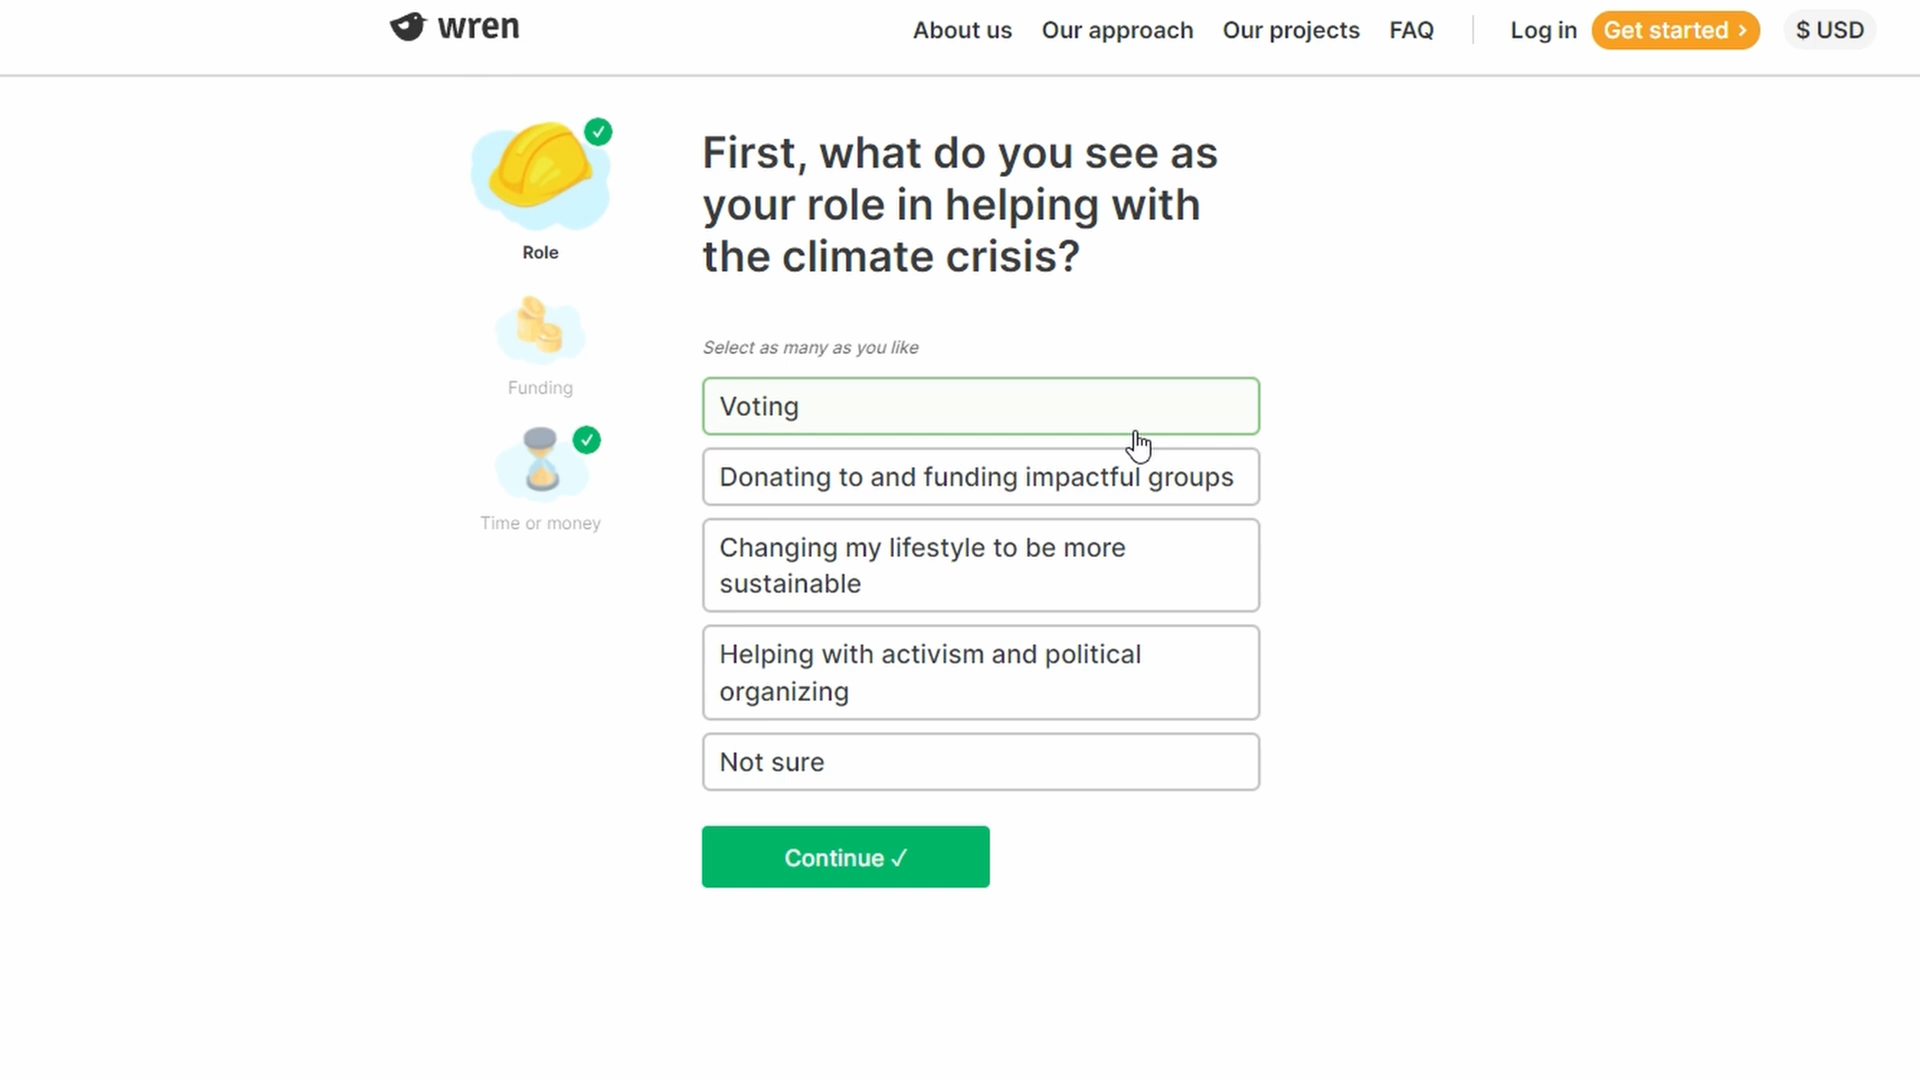 wren
About us
Our approach
Our projects
FAQ
Log in
Get started ›
$ USD
Role
Funding
Time or money
First, what do you see as
your role in helping with
the climate crisis?
Select as many as you like
Voting
Donating to and funding impactful groups
Changing my lifestyle to be more
sustainable
Helping with activism and political
organizing
Not sure
Continue ✓